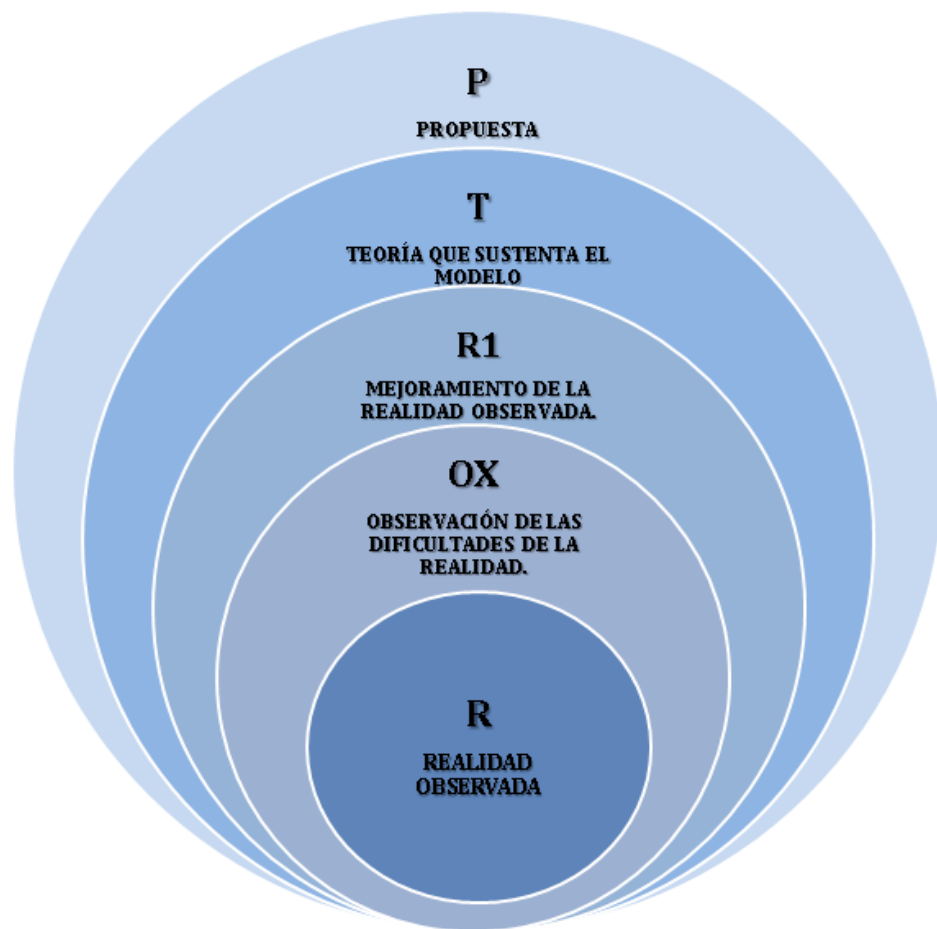 P
PROPUESTA
T
TEORÍA QUE SUSTENTA EL
MODELO
R1
MEJORAMIENTO DE LA
REALIDAD OBSERVADA.
OX
OBSERVACIÓN DE LAS
DIFICULTADES DE LA
REALIDAD.
R
REALIDAD
OBSERVADA